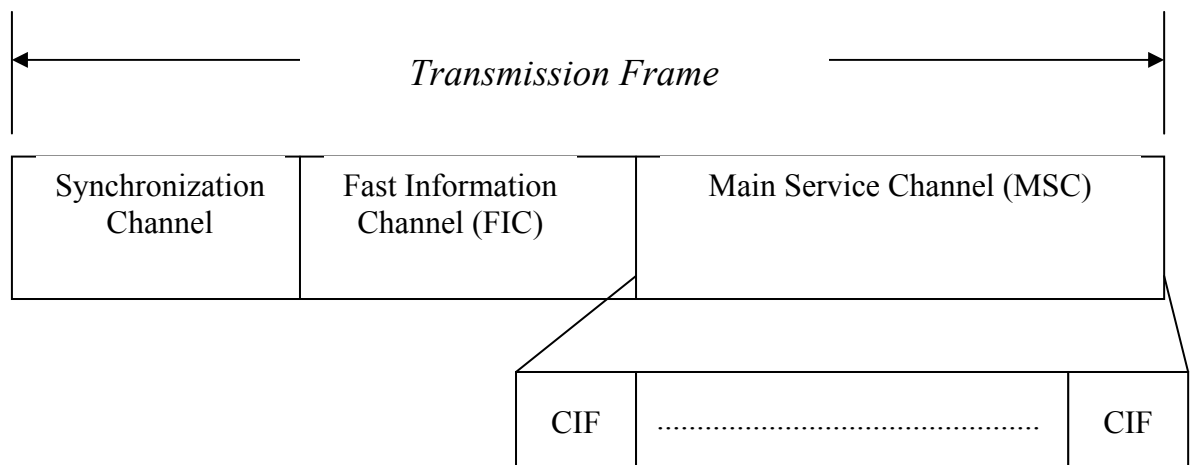 Transmission Frame
Synchronization
Channel
Fast Information
Channel (FIC)
Main Service Channel (MSC)
CIF ............................................. CIF